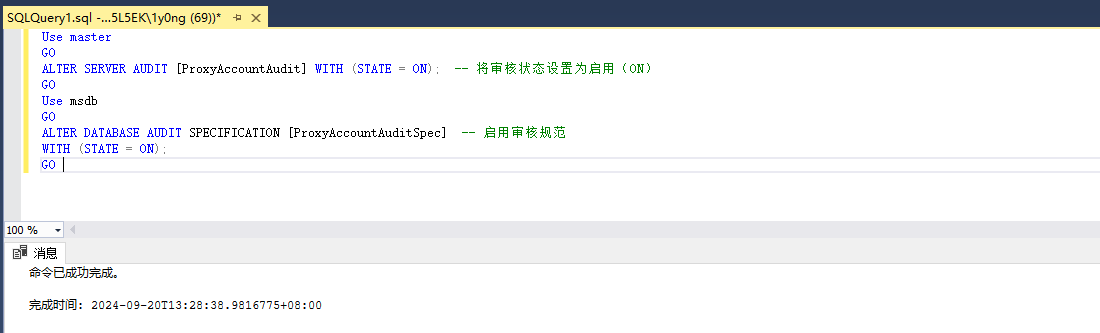 SQLQuery1.sql -...5L5EK\1y0ng (69))*
Use master
GO
ALTER SERVER AUDIT [ProxyAccountAudit] WITH (STATE = ON); -- 将审核状态设置为启用（ON）
GO
Use msdb
GO
ALTER DATABASE AUDIT SPECIFICATION [ProxyAccountAuditSpec] -- 启用审核规范
WITH (STATE = ON);
GO
100 %
消息
命令已成功完成。
完成时间: 2024-09-20T13:28:38.9816775+08:00